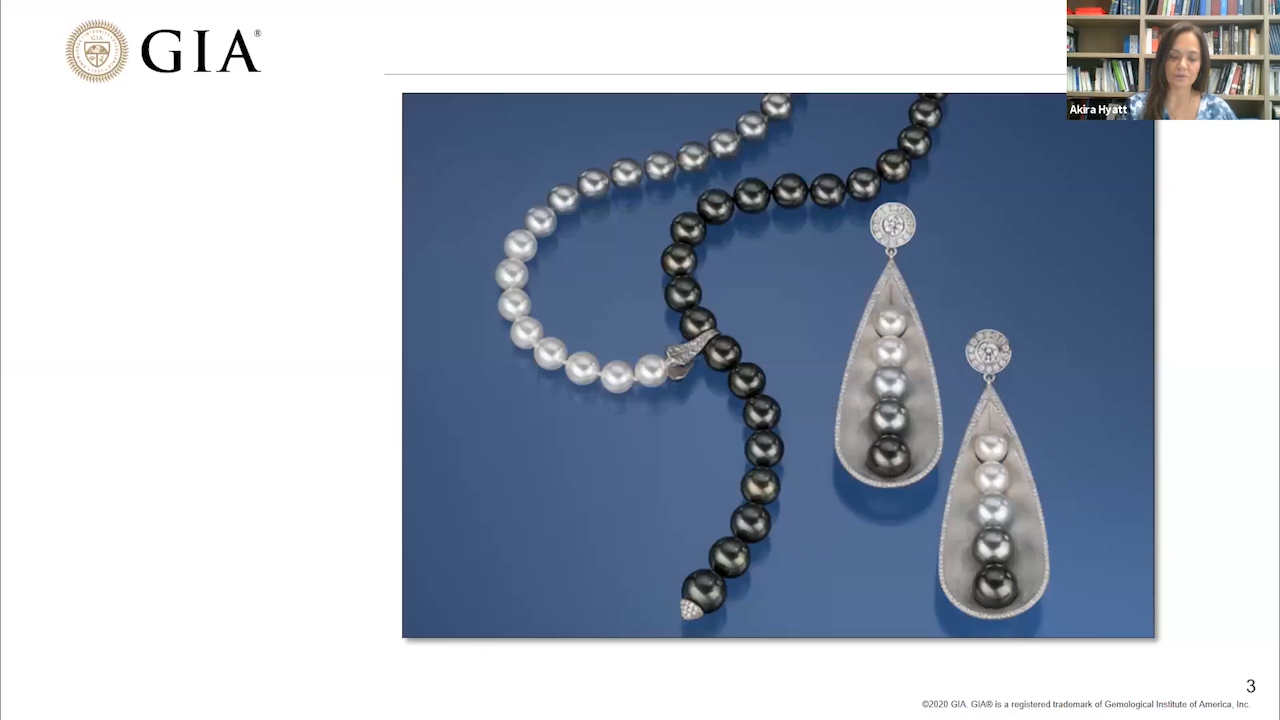 GIA®
Akira Hyatt
3
©2020 GIA. GIA® is a registered trademark of Gemological Institute of America, Inc.